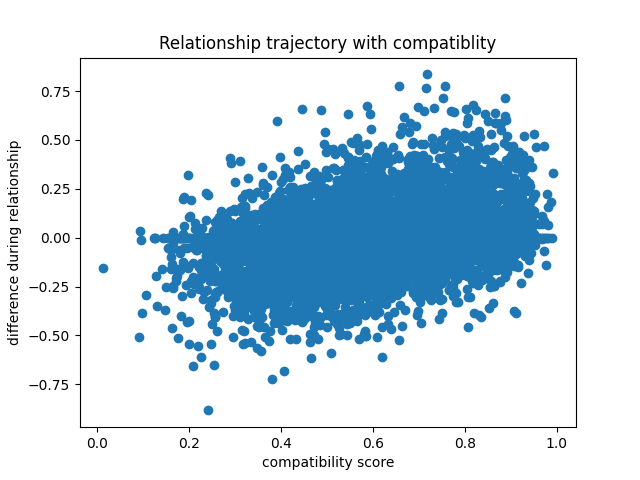 Relationship trajectory with compatiblity
difference during relationship
0.75
0.50
0.25
0.00
−0.25
−0.50
−0.75
0.0 0.2 0.4 0.6 0.8 1.0
compatibility score